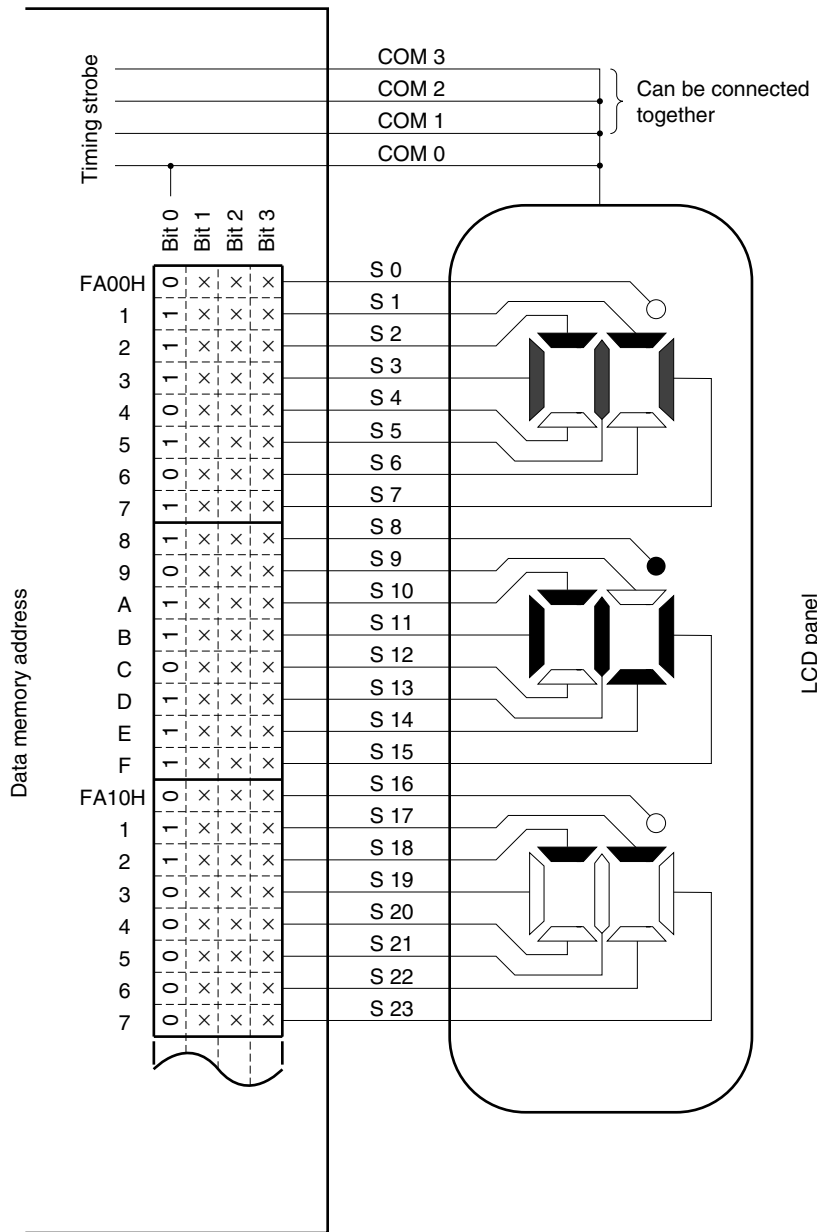 Timing strobe
COM 3
COM 2
COM 1
COM 0
Can be connected
together
Bit 0
Bit 1
Bit 2
Bit 3
Data memory address
LCD panel
FA00H 0 × × × S 0
1 1 × × × S 1
2 1 × × × S 2
3 1 × × × S 3
4 0 × × × S 4
5 1 × × × S 5
6 0 × × × S 6
7 1 × × × S 7
8 1 × × × S 8
9 0 × × × S 9
A 1 × × × S 10
B 1 × × × S 11
C 0 × × × S 12
D 1 × × × S 13
E 1 × × × S 14
F 1 × × × S 15
FA10H 0 × × × S 16
1 1 × × × S 17
2 1 × × × S 18
3 0 × × × S 19
4 0 × × × S 20
5 0 × × × S 21
6 0 × × × S 22
7 0 × × × S 23